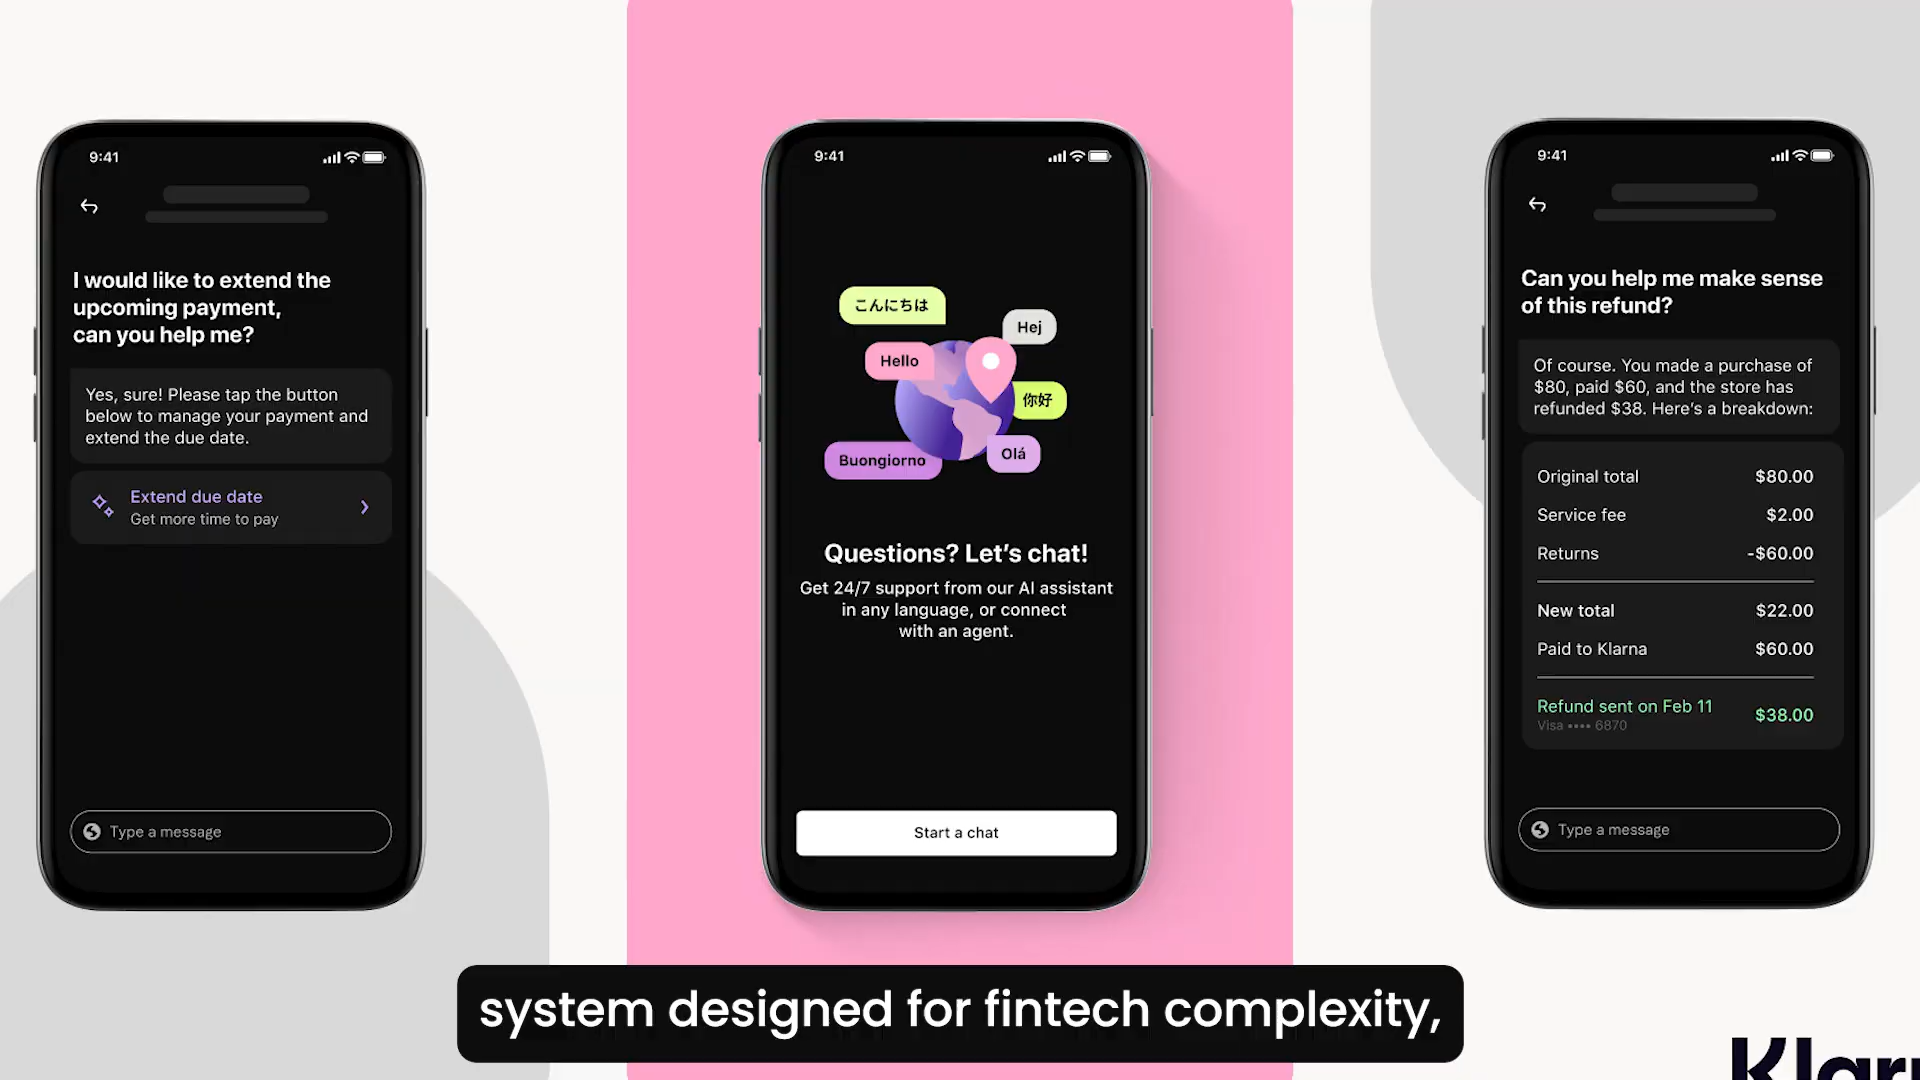 9:41
I would like to extend the
upcoming payment,
can you help me?
Yes, sure! Please tap the button
below to manage your payment and
extend the due date.
Extend due date
Get more time to pay
Type a message
9:41
こんにちは
Hej
Hello
你好
Olá
Buongiorno
Questions? Let's chat!
Get 24/7 support from our AI assistant
in any language, or connect
with an agent.
Start a chat
9:41
Can you help me make sense
of this refund?
Of course. You made a purchase of
$80, paid $60, and the store has
refunded $38. Here's a breakdown:
Original total $80.00
Service fee $2.00
Returns -$60.00
New total $22.00
Paid to Klarna $60.00
Refund sent on Feb 11 $38.00
Visa •••• 6870
Type a message
system designed for fintech complexity,